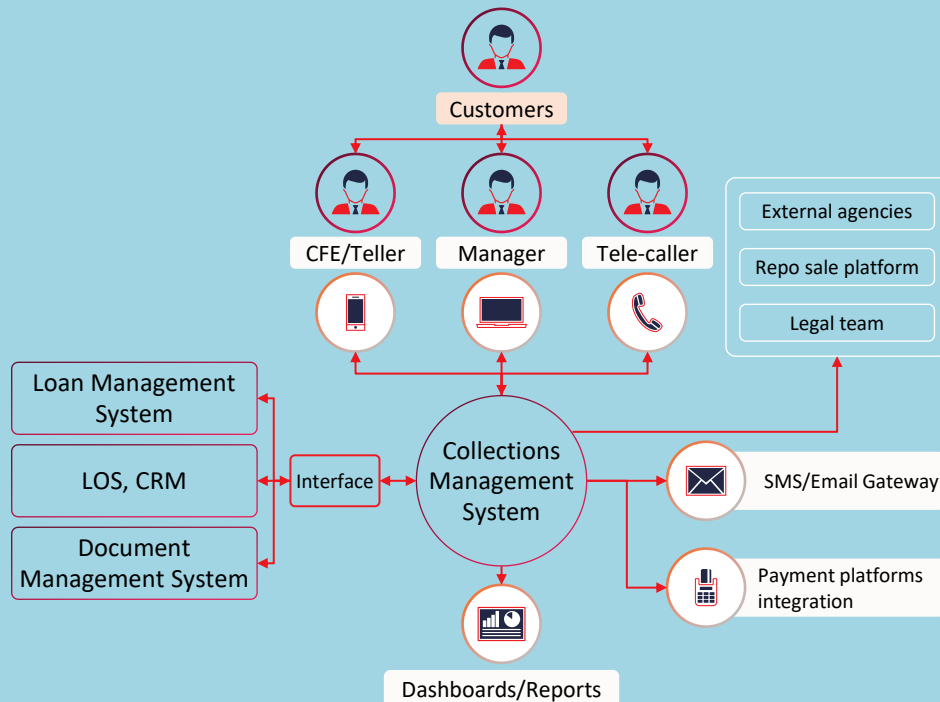 Customers
CFE/Teller
Manager
Tele-caller
External agencies
Repo sale platform
Legal team
Loan Management
System
LOS, CRM
Document
Management System
Interface
Collections
Management
System
SMS/Email Gateway
Payment platforms
integration
Dashboards/Reports